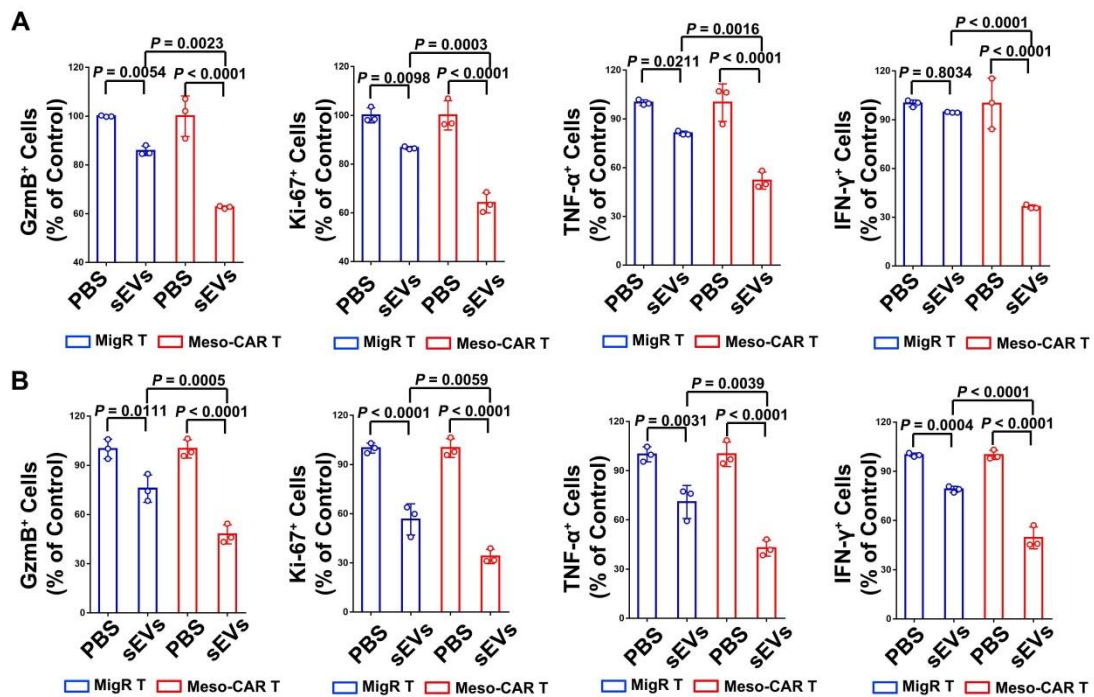 A
P = 0.0023
P = 0.0054 P < 0.0001
GzmB⁺ Cells
(% of Control)
120
100
80
60
40
PBS sEVs PBS sEVs
MigR T Meso-CAR T
P = 0.0003
P = 0.0098 P < 0.0001
Ki-67⁺ Cells
(% of Control)
120
100
80
60
40
PBS sEVs PBS sEVs
MigR T Meso-CAR T
P = 0.0016
P = 0.0211 P < 0.0001
TNF-α⁺ Cells
(% of Control)
120
90
60
30
0
PBS sEVs PBS sEVs
MigR T Meso-CAR T
P < 0.0001
P = 0.8034 P < 0.0001
IFN-γ⁺ Cells
(% of Control)
120
90
60
30
0
PBS sEVs PBS sEVs
MigR T Meso-CAR T
B
P = 0.0005
P = 0.0111 P < 0.0001
GzmB⁺ Cells
(% of Control)
120
90
60
30
0
PBS sEVs PBS sEVs
MigR T Meso-CAR T
P = 0.0059
P < 0.0001 P < 0.0001
Ki-67⁺ Cells
(% of Control)
120
90
60
30
0
PBS sEVs PBS sEVs
MigR T Meso-CAR T
P = 0.0039
P = 0.0031 P < 0.0001
TNF-α⁺ Cells
(% of Control)
120
90
60
30
0
PBS sEVs PBS sEVs
MigR T Meso-CAR T
P < 0.0001
P = 0.0004 P < 0.0001
IFN-γ⁺ Cells
(% of Control)
120
90
60
30
0
PBS sEVs PBS sEVs
MigR T Meso-CAR T